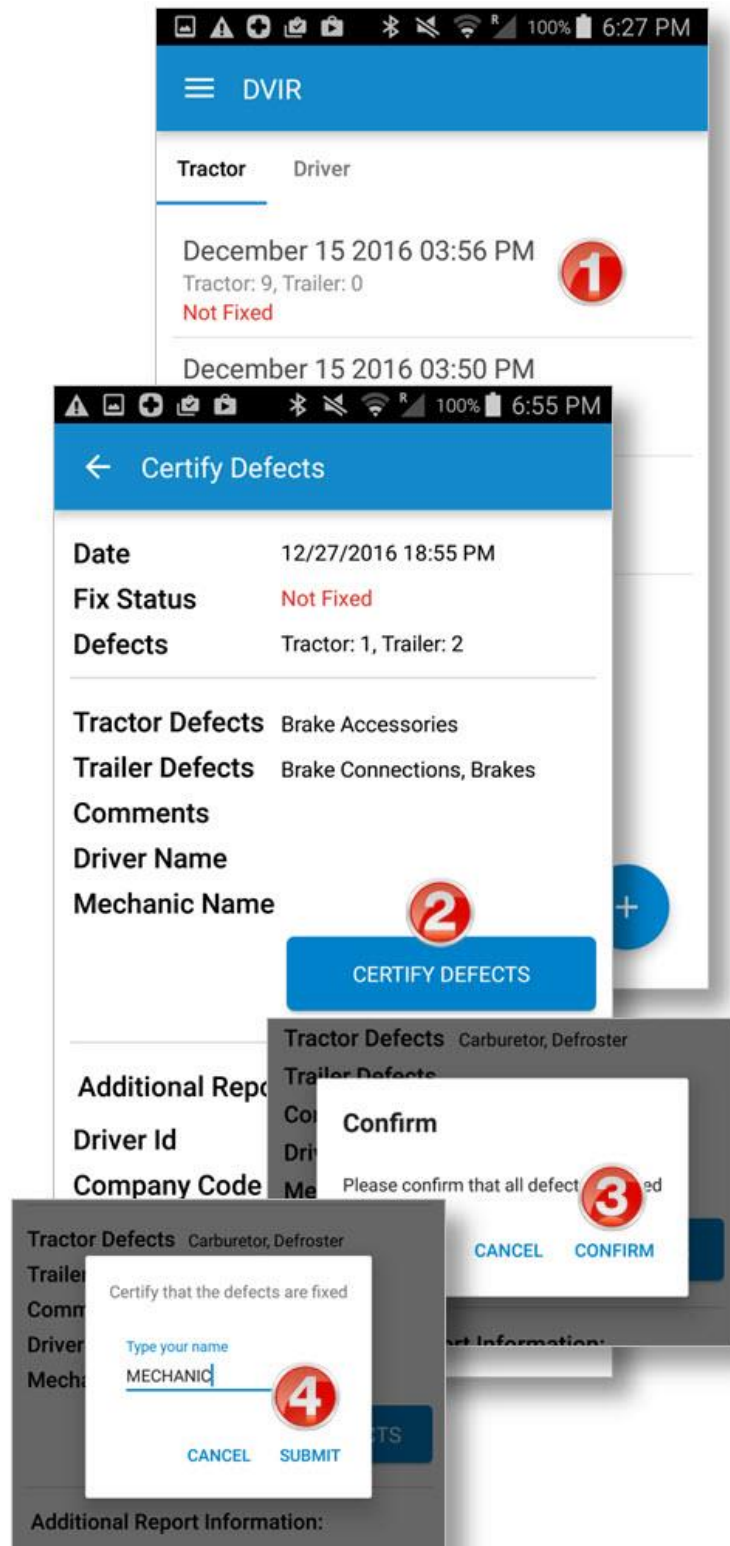 R 100% 6:27 PM
DVIR
Tractor Driver
December 15 2016 03:56 PM
Tractor: 9, Trailer: 0
Not Fixed
1
December 15 2016 03:50 PM
R 100% 6:55 PM
Certify Defects
Date 12/27/2016 18:55 PM
Fix Status Not Fixed
Defects Tractor: 1, Trailer: 2
Tractor Defects Brake Accessories
Trailer Defects Brake Connections, Brakes
Comments
Driver Name
Mechanic Name
2
+
CERTIFY DEFECTS
Additional
Driver Id
Company Code
Tractor Defects Carburetor, Defroster
Trailer Defects
Confirm
Please confirm that all
3
CANCEL CONFIRM
Information:
Tractor Defects Carburetor, Defroster
Certify that the defects are fixed
Driver
Type your name
MECHANIC
4
CANCEL SUBMIT
Additional Report Information: